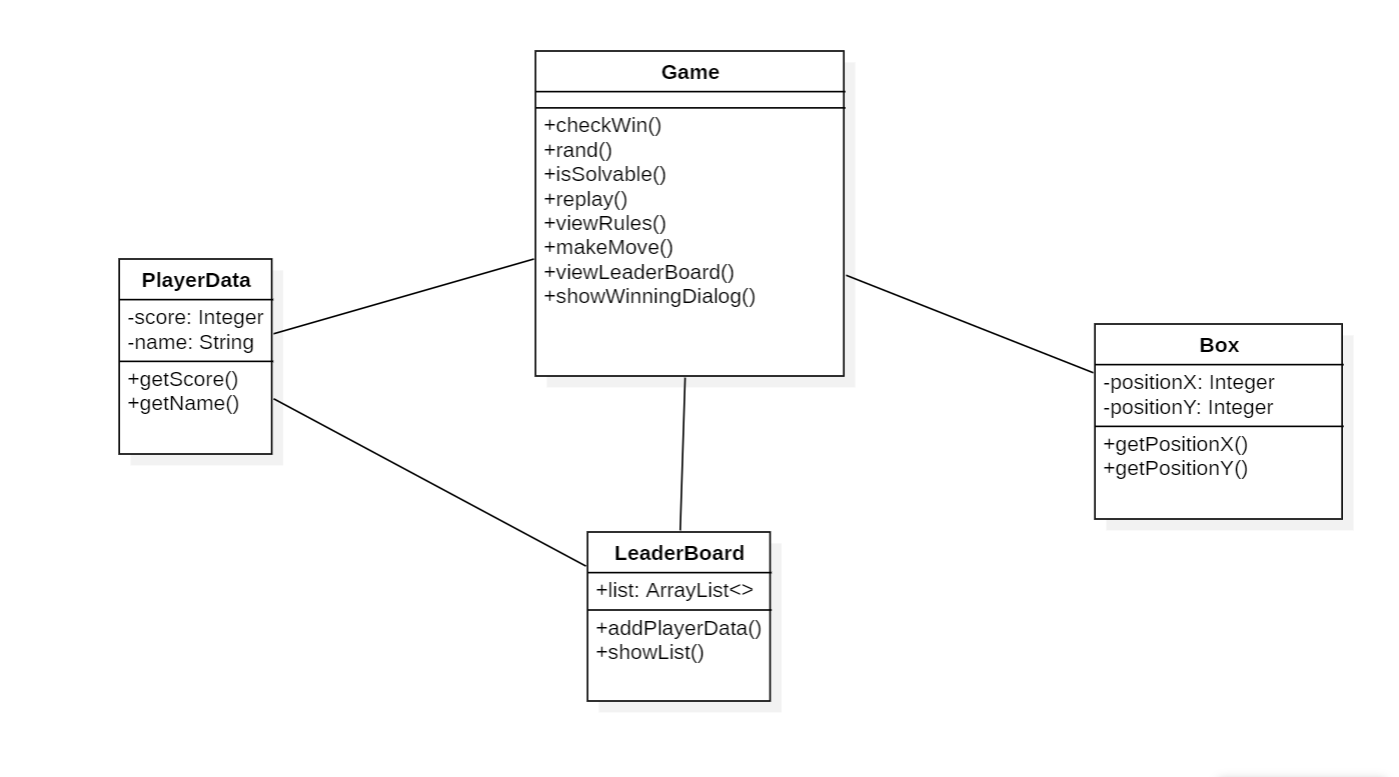 Game
+checkWin()
+rand()
+isSolvable()
+replay()
+viewRules()
+makeMove()
+viewLeaderBoard()
+showWinningDialog()
PlayerData
-score: Integer
-name: String
+getScore()
+getName()
Box
-positionX: Integer
-positionY: Integer
+getPositionX()
+getPositionY()
LeaderBoard
+list: ArrayList<>
+addPlayerData()
+showList()